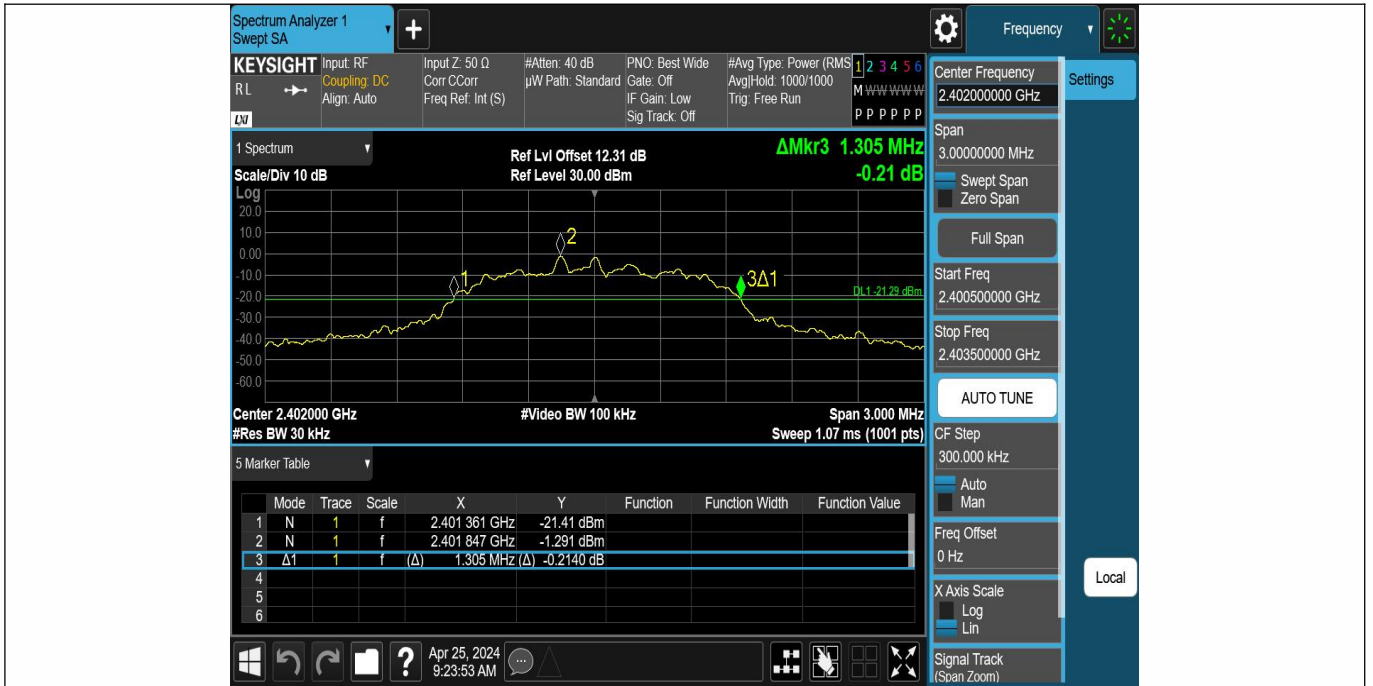 Spectrum Analyzer 1
Swept SA
+
Frequency
KEYSIGHT
RL
LXI
Input: RF
Coupling: DC
Align: Auto
Input Z: 50 Ω
Corr CCorr
Freq Ref: Int (S)
#Atten: 40 dB
µW Path: Standard
PNO: Best Wide
Gate: Off
IF Gain: Low
Sig Track: Off
#Avg Type: Power (RMS
Avg|Hold: 1000/1000
Trig: Free Run
1 2 3 4 5 6
M W W W W W
P P P P P P
1 Spectrum
Scale/Div 10 dB
Ref Lvl Offset 12.31 dB
Ref Level 30.00 dBm
ΔMkr3 1.305 MHz
-0.21 dB
Log
20.0
10.0
0.00
-10.0
-20.0
-30.0
-40.0
-50.0
-60.0
1
2
3Δ1
DL1 -21.29 dBm
Center 2.402000 GHz
#Video BW 100 kHz
Span 3.000 MHz
#Res BW 30 kHz
Sweep 1.07 ms (1001 pts)
5 Marker Table
Mode Trace Scale X Y Function Function Width Function Value
1 N 1 f 2.401 361 GHz -21.41 dBm
2 N 1 f 2.401 847 GHz -1.291 dBm
3 Δ1 1 f (Δ) 1.305 MHz (Δ) -0.2140 dB
4
5
6
?
Apr 25, 2024
9:23:53 AM
Center Frequency
2.402000000 GHz
Settings
Span
3.00000000 MHz
Swept Span
Zero Span
Full Span
Start Freq
2.400500000 GHz
Stop Freq
2.403500000 GHz
AUTO TUNE
CF Step
300.000 kHz
Auto
Man
Freq Offset
0 Hz
Local
X Axis Scale
Log
Lin
Signal Track
(Span Zoom)